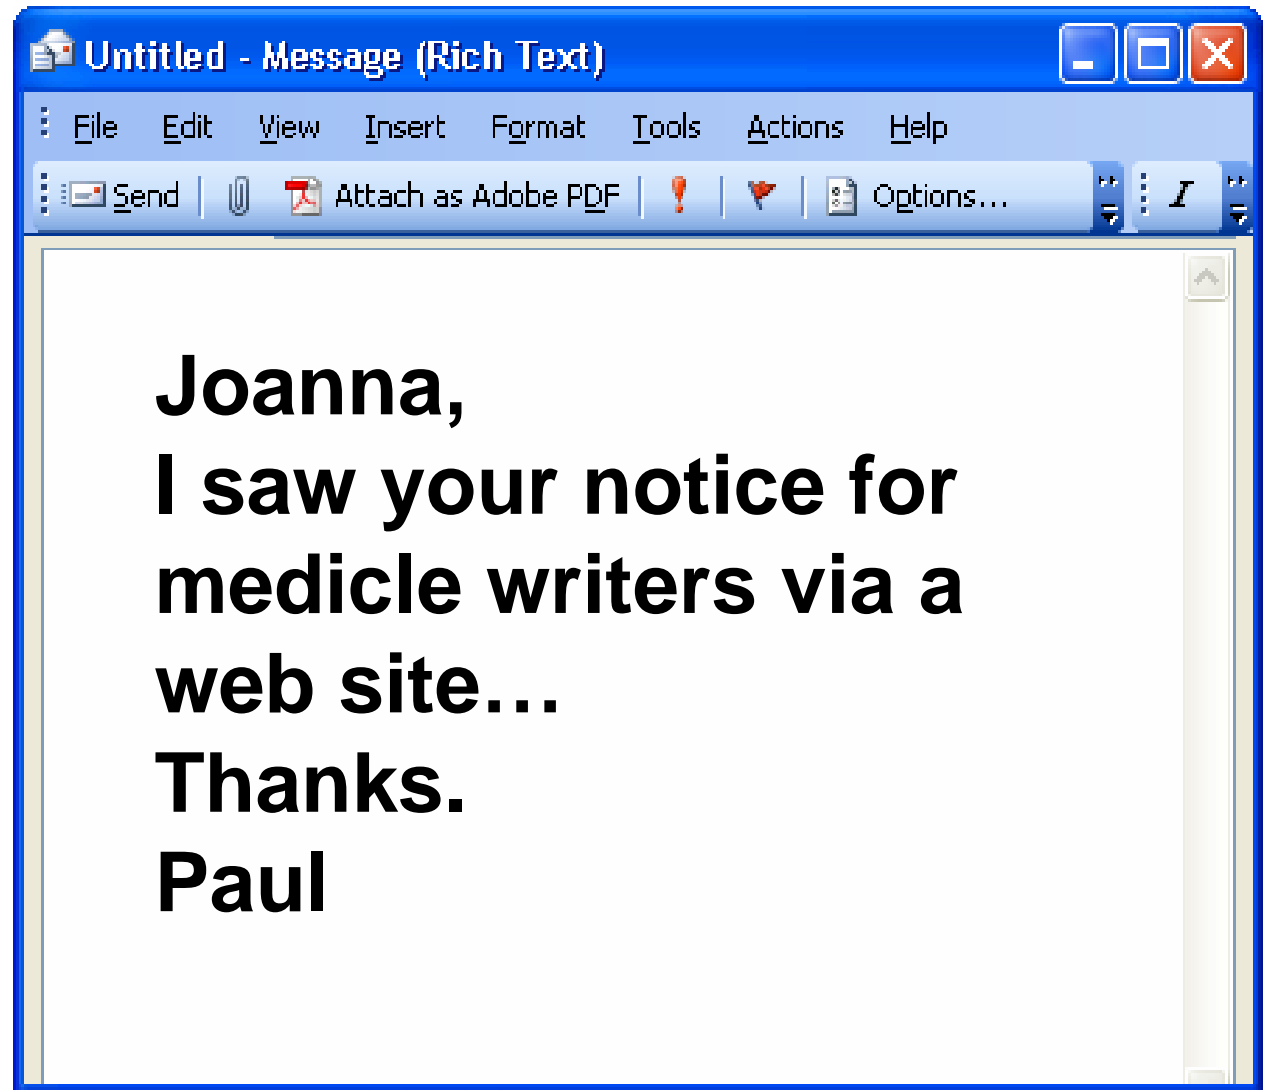 Untitled - Message (Rich Text)
File Edit View Insert Format Tools Actions Help
Send Attach as Adobe PDF Options... I
Joanna,
I saw your notice for
medicle writers via a
web site…
Thanks.
Paul